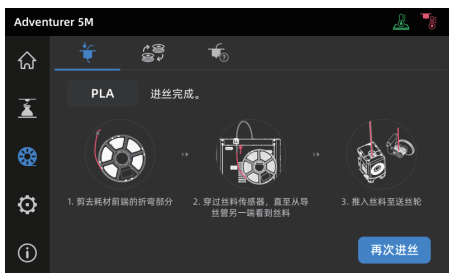 Adventurer 5M
PLA 进丝完成。
1. 剪去耗材前端的折弯部分
2. 穿过丝料传感器，直至从导
丝管另一端看到丝料
3. 推入丝料至送丝轮
再次进丝